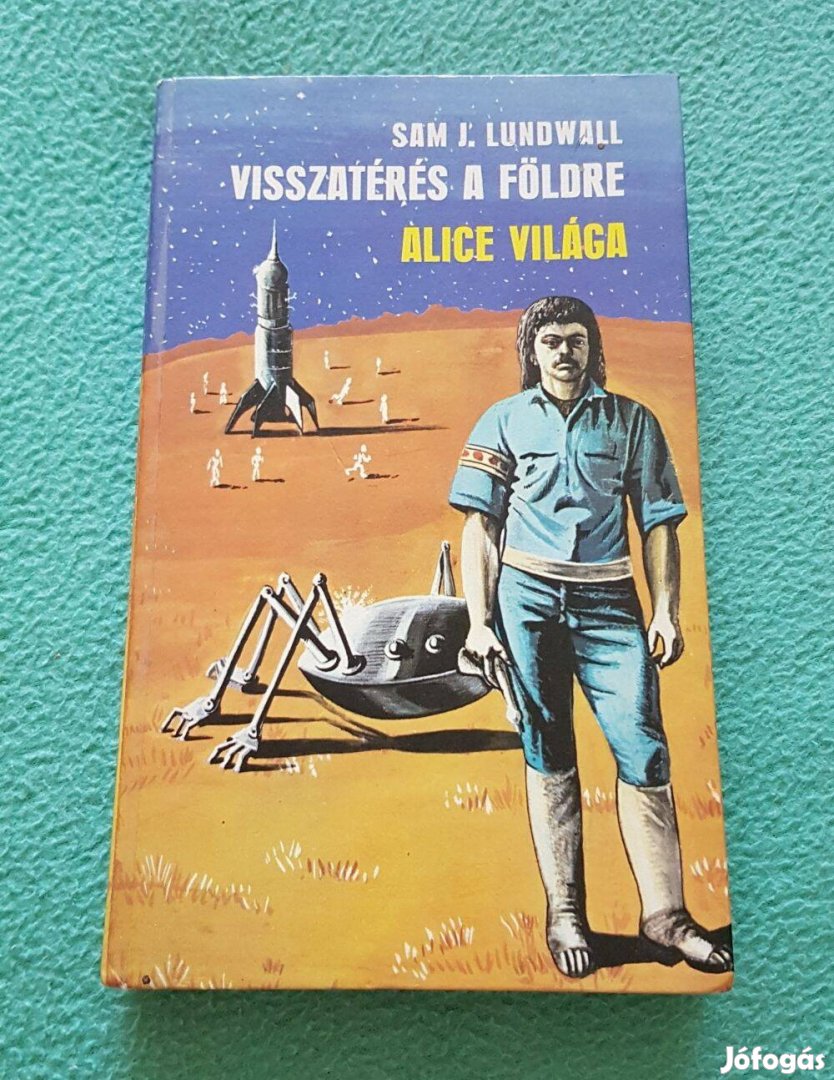 SAM J. LUNDWALL
VISSZATÉRÉS A FÖLDRE
ALICE VILÁGA
Jófogás